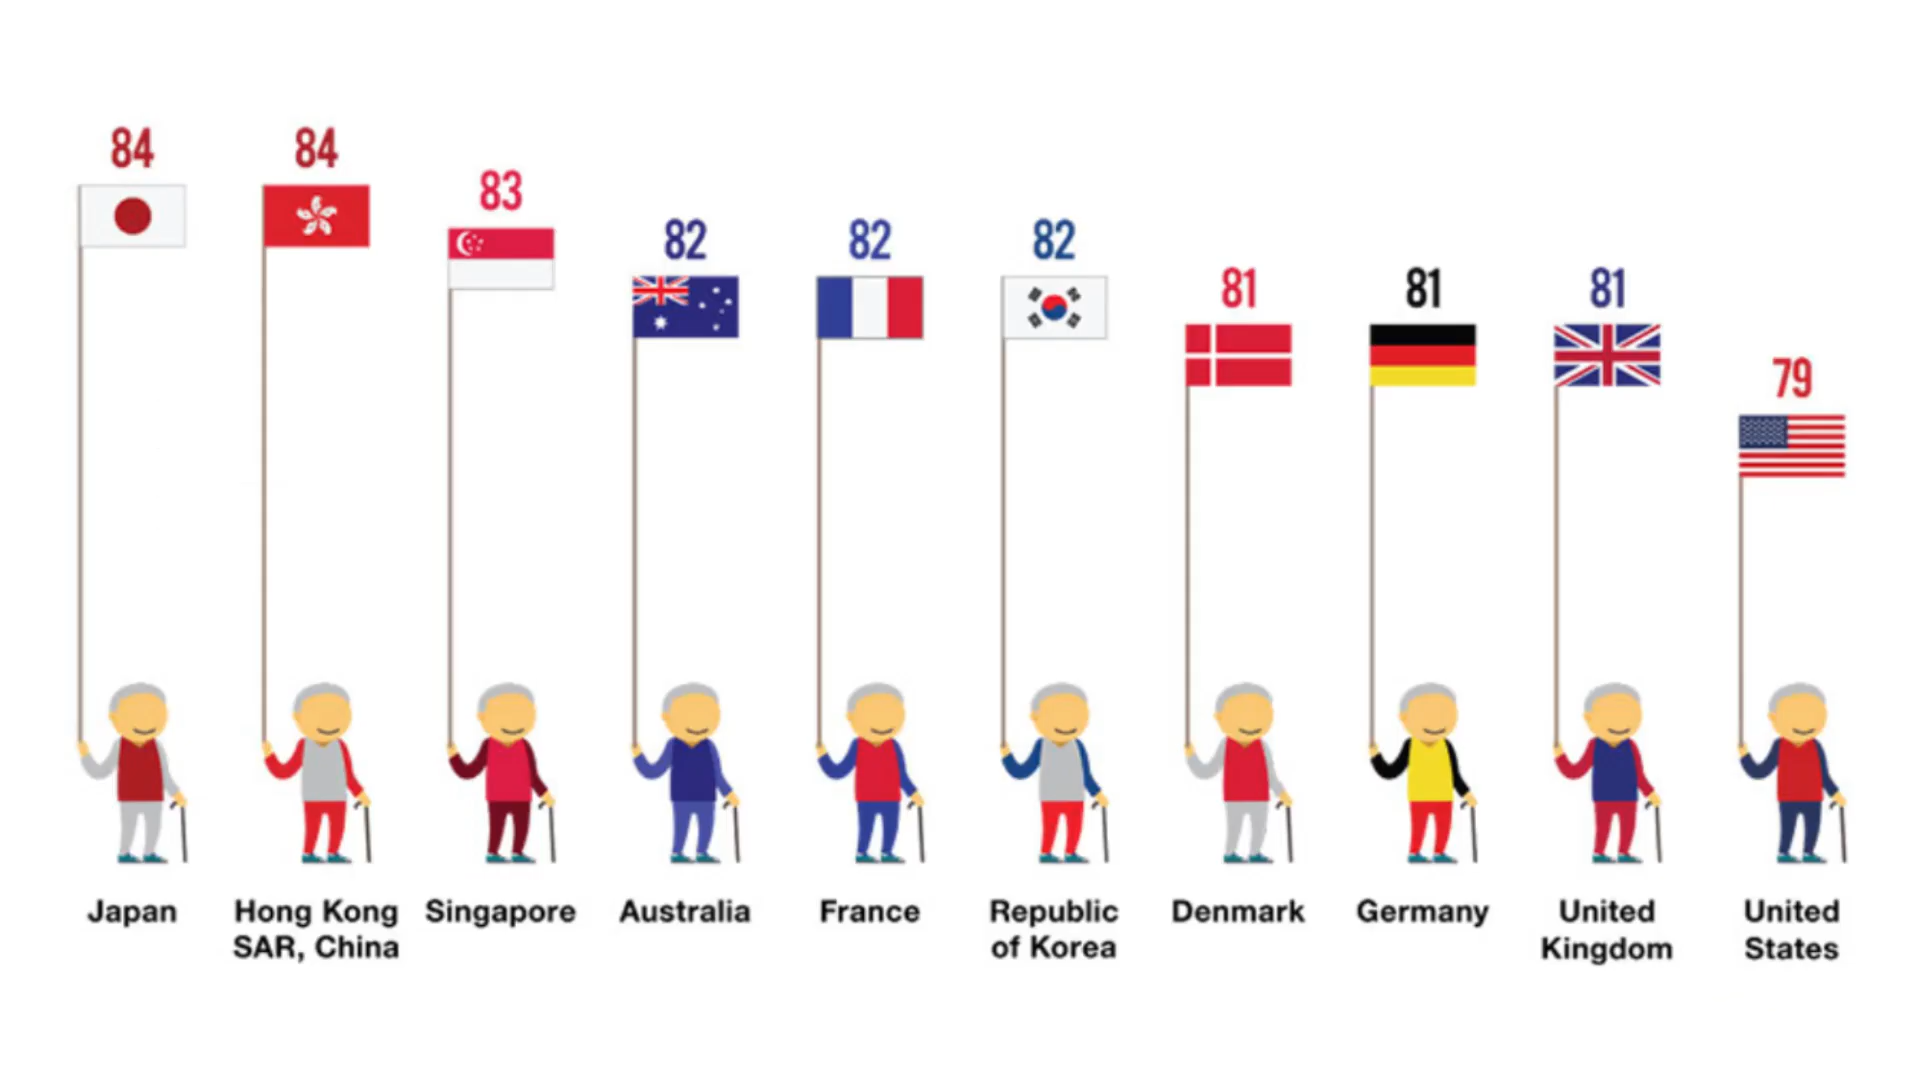 84
84
83
82
82
82
81
81
81
79
Japan
Hong Kong
SAR, China
Singapore
Australia
France
Republic
of Korea
Denmark
Germany
United
Kingdom
United
States